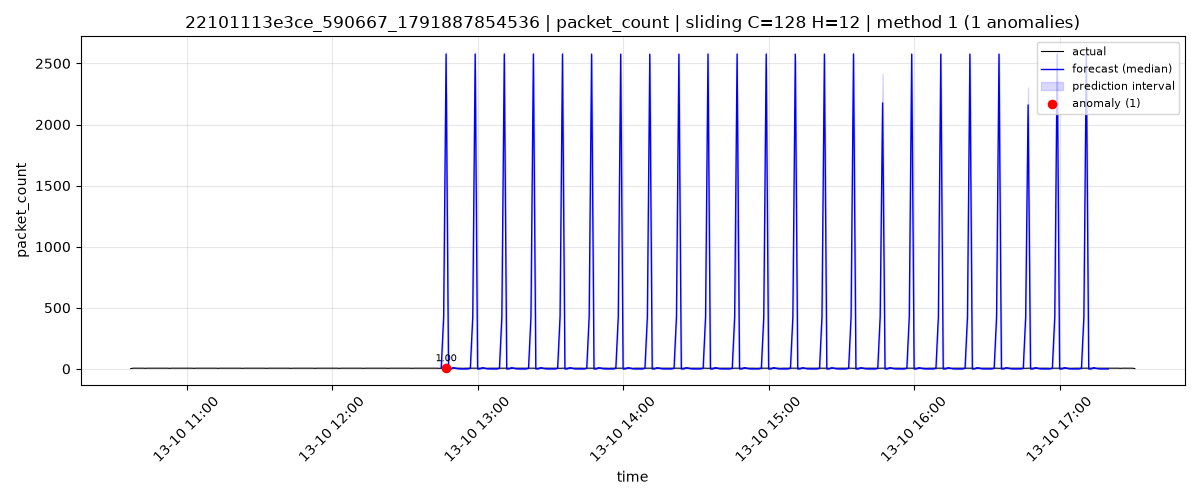 22101113e3ce_590667_1791887854536 | packet_count | sliding C=128 H=12 | method 1 (1 anomalies)
actual
forecast (median)
prediction interval
anomaly (1)
packet_count
2500
2000
1500
1000
500
0
1.00
13-10 11:00
13-10 12:00
13-10 13:00
13-10 14:00
13-10 15:00
13-10 16:00
13-10 17:00
time